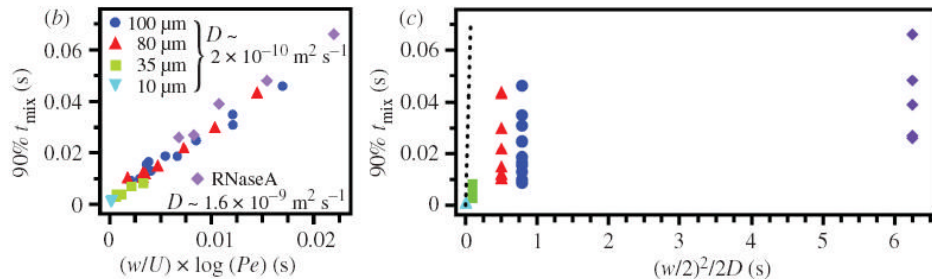 (b)
100 μm
80 μm
35 μm
10 μm
D ~
2 × 10⁻¹⁰ m² s⁻¹
RNaseA
D ~ 1.6 × 10⁻⁹ m² s⁻¹
90% t_mix (s)
0.06
0.04
0.02
0
0 0.01 0.02
(w/U) × log (Pe) (s)
(c)
90% t_mix (s)
0.06
0.04
0.02
0
0 1 2 3 4 5 6
(w/2)²/2D (s)